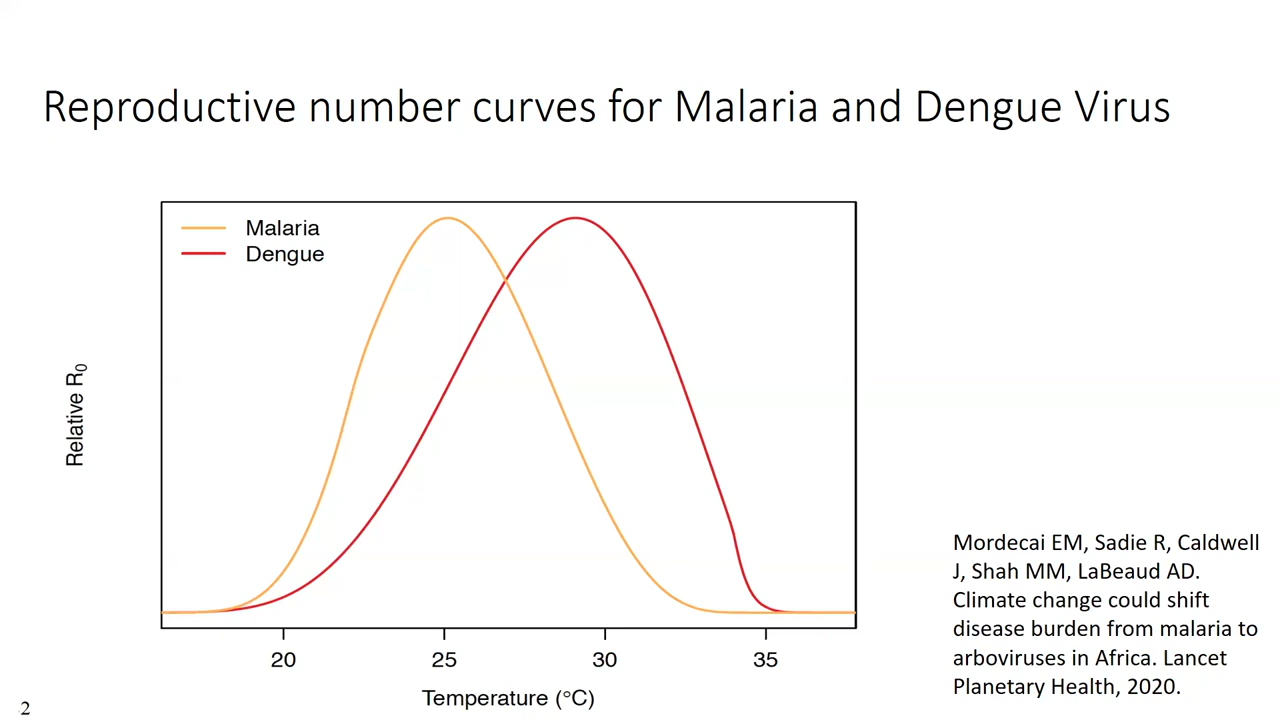 Reproductive number curves for Malaria and Dengue Virus
Malaria
Dengue
Relative R₀
20 25 30 35
Temperature (°C)
Mordecai EM, Sadie R, Caldwell
J, Shah MM, LaBeaud AD.
Climate change could shift
disease burden from malaria to
arboviruses in Africa. Lancet
Planetary Health, 2020.
2